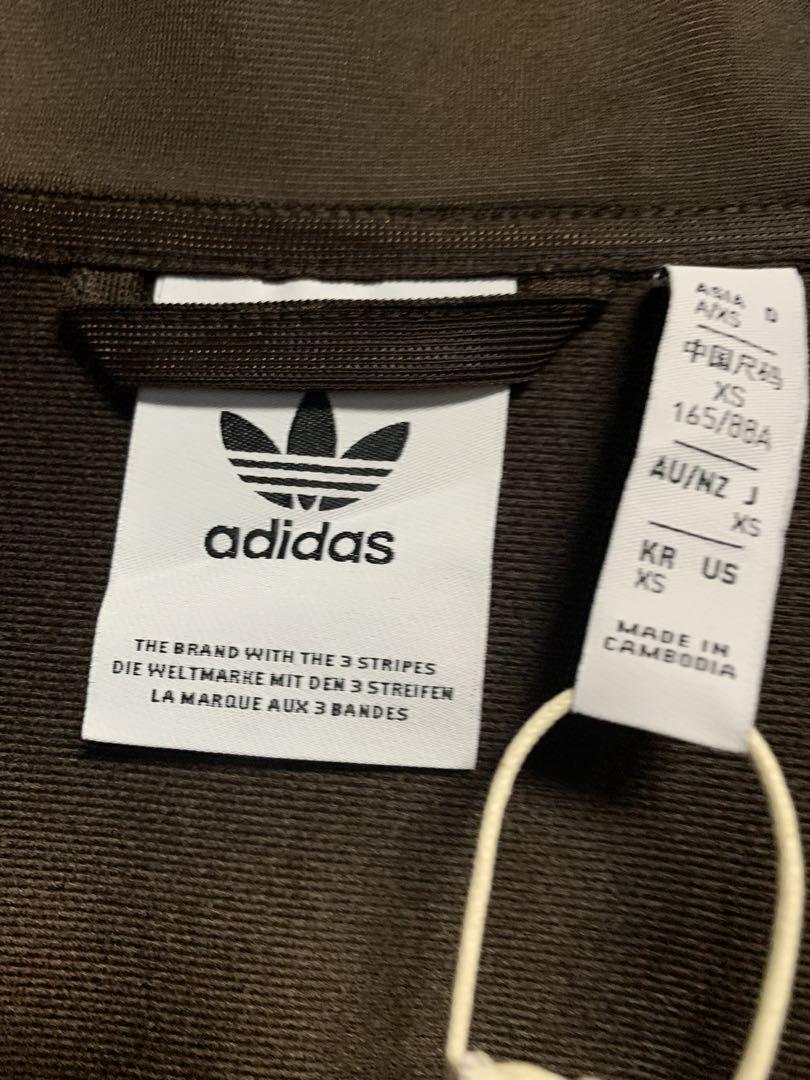 adidas
THE BRAND WITH THE 3 STRIPES
DIE WELTMARKE MIT DEN 3 STREIFEN
LA MARQUE AUX 3 BANDES
ASIA D
A/XS
中国尺码
XS
165/88A
AU/NZ J
XS
KR US
XS
MADE IN
CAMBODIA